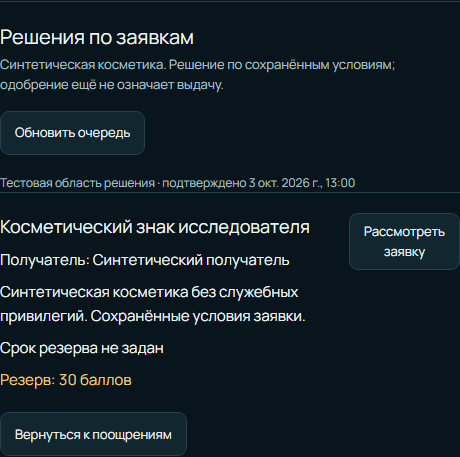 Решения по заявкам
Синтетическая косметика. Решение по сохранённым условиям;
одобрение ещё не означает выдачу.
Обновить очередь
Тестовая область решения · подтверждено 3 окт. 2026 г., 13:00
Косметический знак исследователя
Рассмотреть
заявку
Получатель: Синтетический получатель
Синтетическая косметика без служебных
привилегий. Сохранённые условия заявки.
Срок резерва не задан
Резерв: 30 баллов
Вернуться к поощрениям